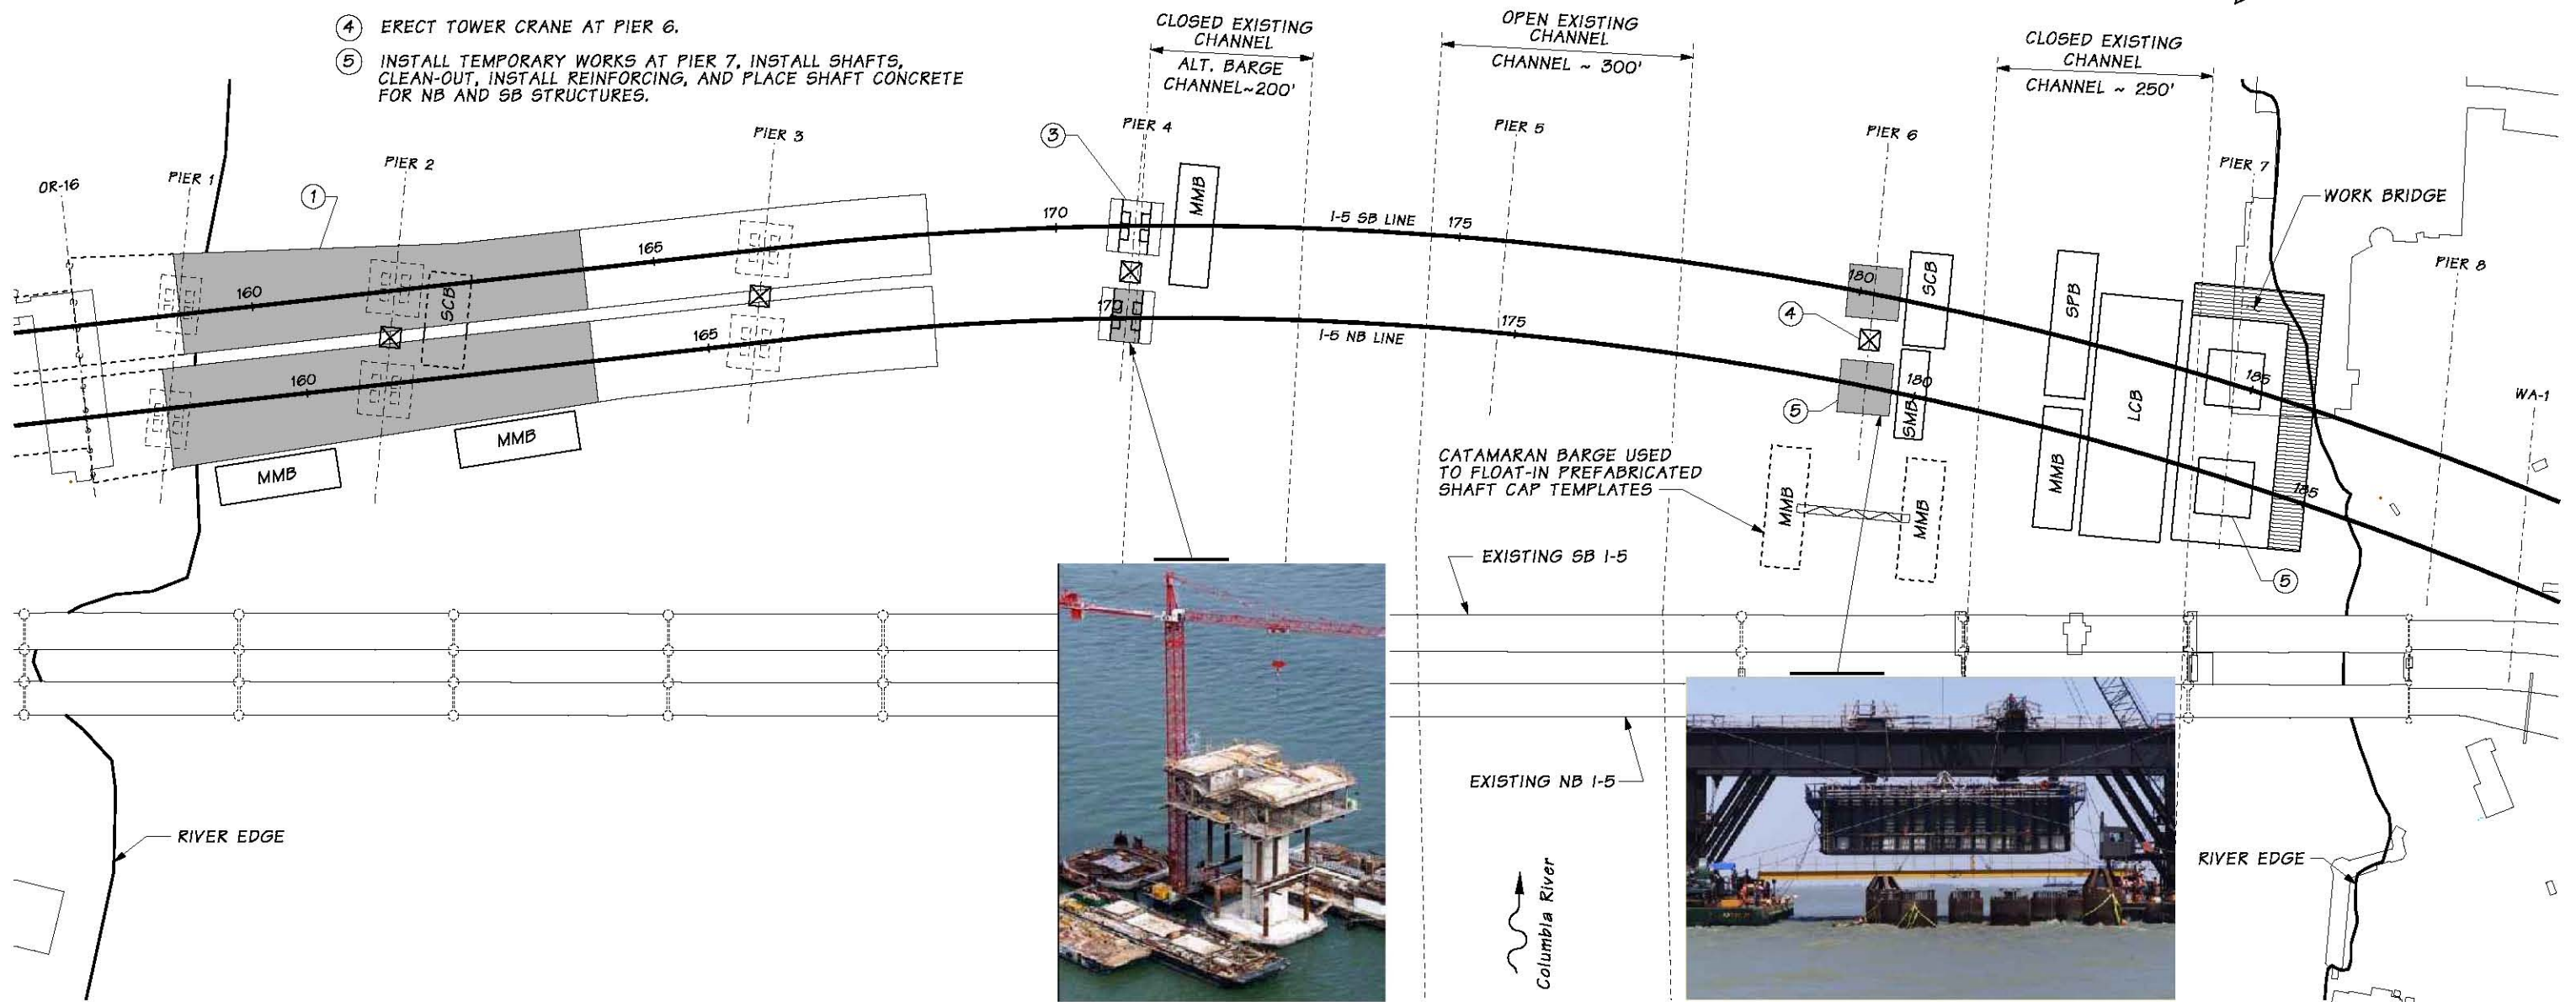 ④ ERECT TOWER CRANE AT PIER 6.
⑤ INSTALL TEMPORARY WORKS AT PIER 7, INSTALL SHAFTS,
CLEAN-OUT, INSTALL REINFORCING, AND PLACE SHAFT CONCRETE
FOR NB AND SB STRUCTURES.
CLOSED EXISTING
CHANNEL
ALT. BARGE
CHANNEL~200'
OPEN EXISTING
CHANNEL
CHANNEL ~ 300'
CLOSED EXISTING
CHANNEL
CHANNEL ~ 250'
OR-16
PIER 1
PIER 2
PIER 3
PIER 4
PIER 5
PIER 6
PIER 7
PIER 8
WA-1
WORK BRIDGE
①
③
④
⑤
⑤
160
165
170
I-5 SB LINE
175
180
185
160
165
170
I-5 NB LINE
175
180
185
SCB
MMB
MMB
MMB
SCB
SMB
SPB
MMB
LCB
MMB
MMB
CATAMARAN BARGE USED
TO FLOAT-IN PREFABRICATED
SHAFT CAP TEMPLATES
EXISTING SB I-5
EXISTING NB I-5
RIVER EDGE
Columbia River
RIVER EDGE